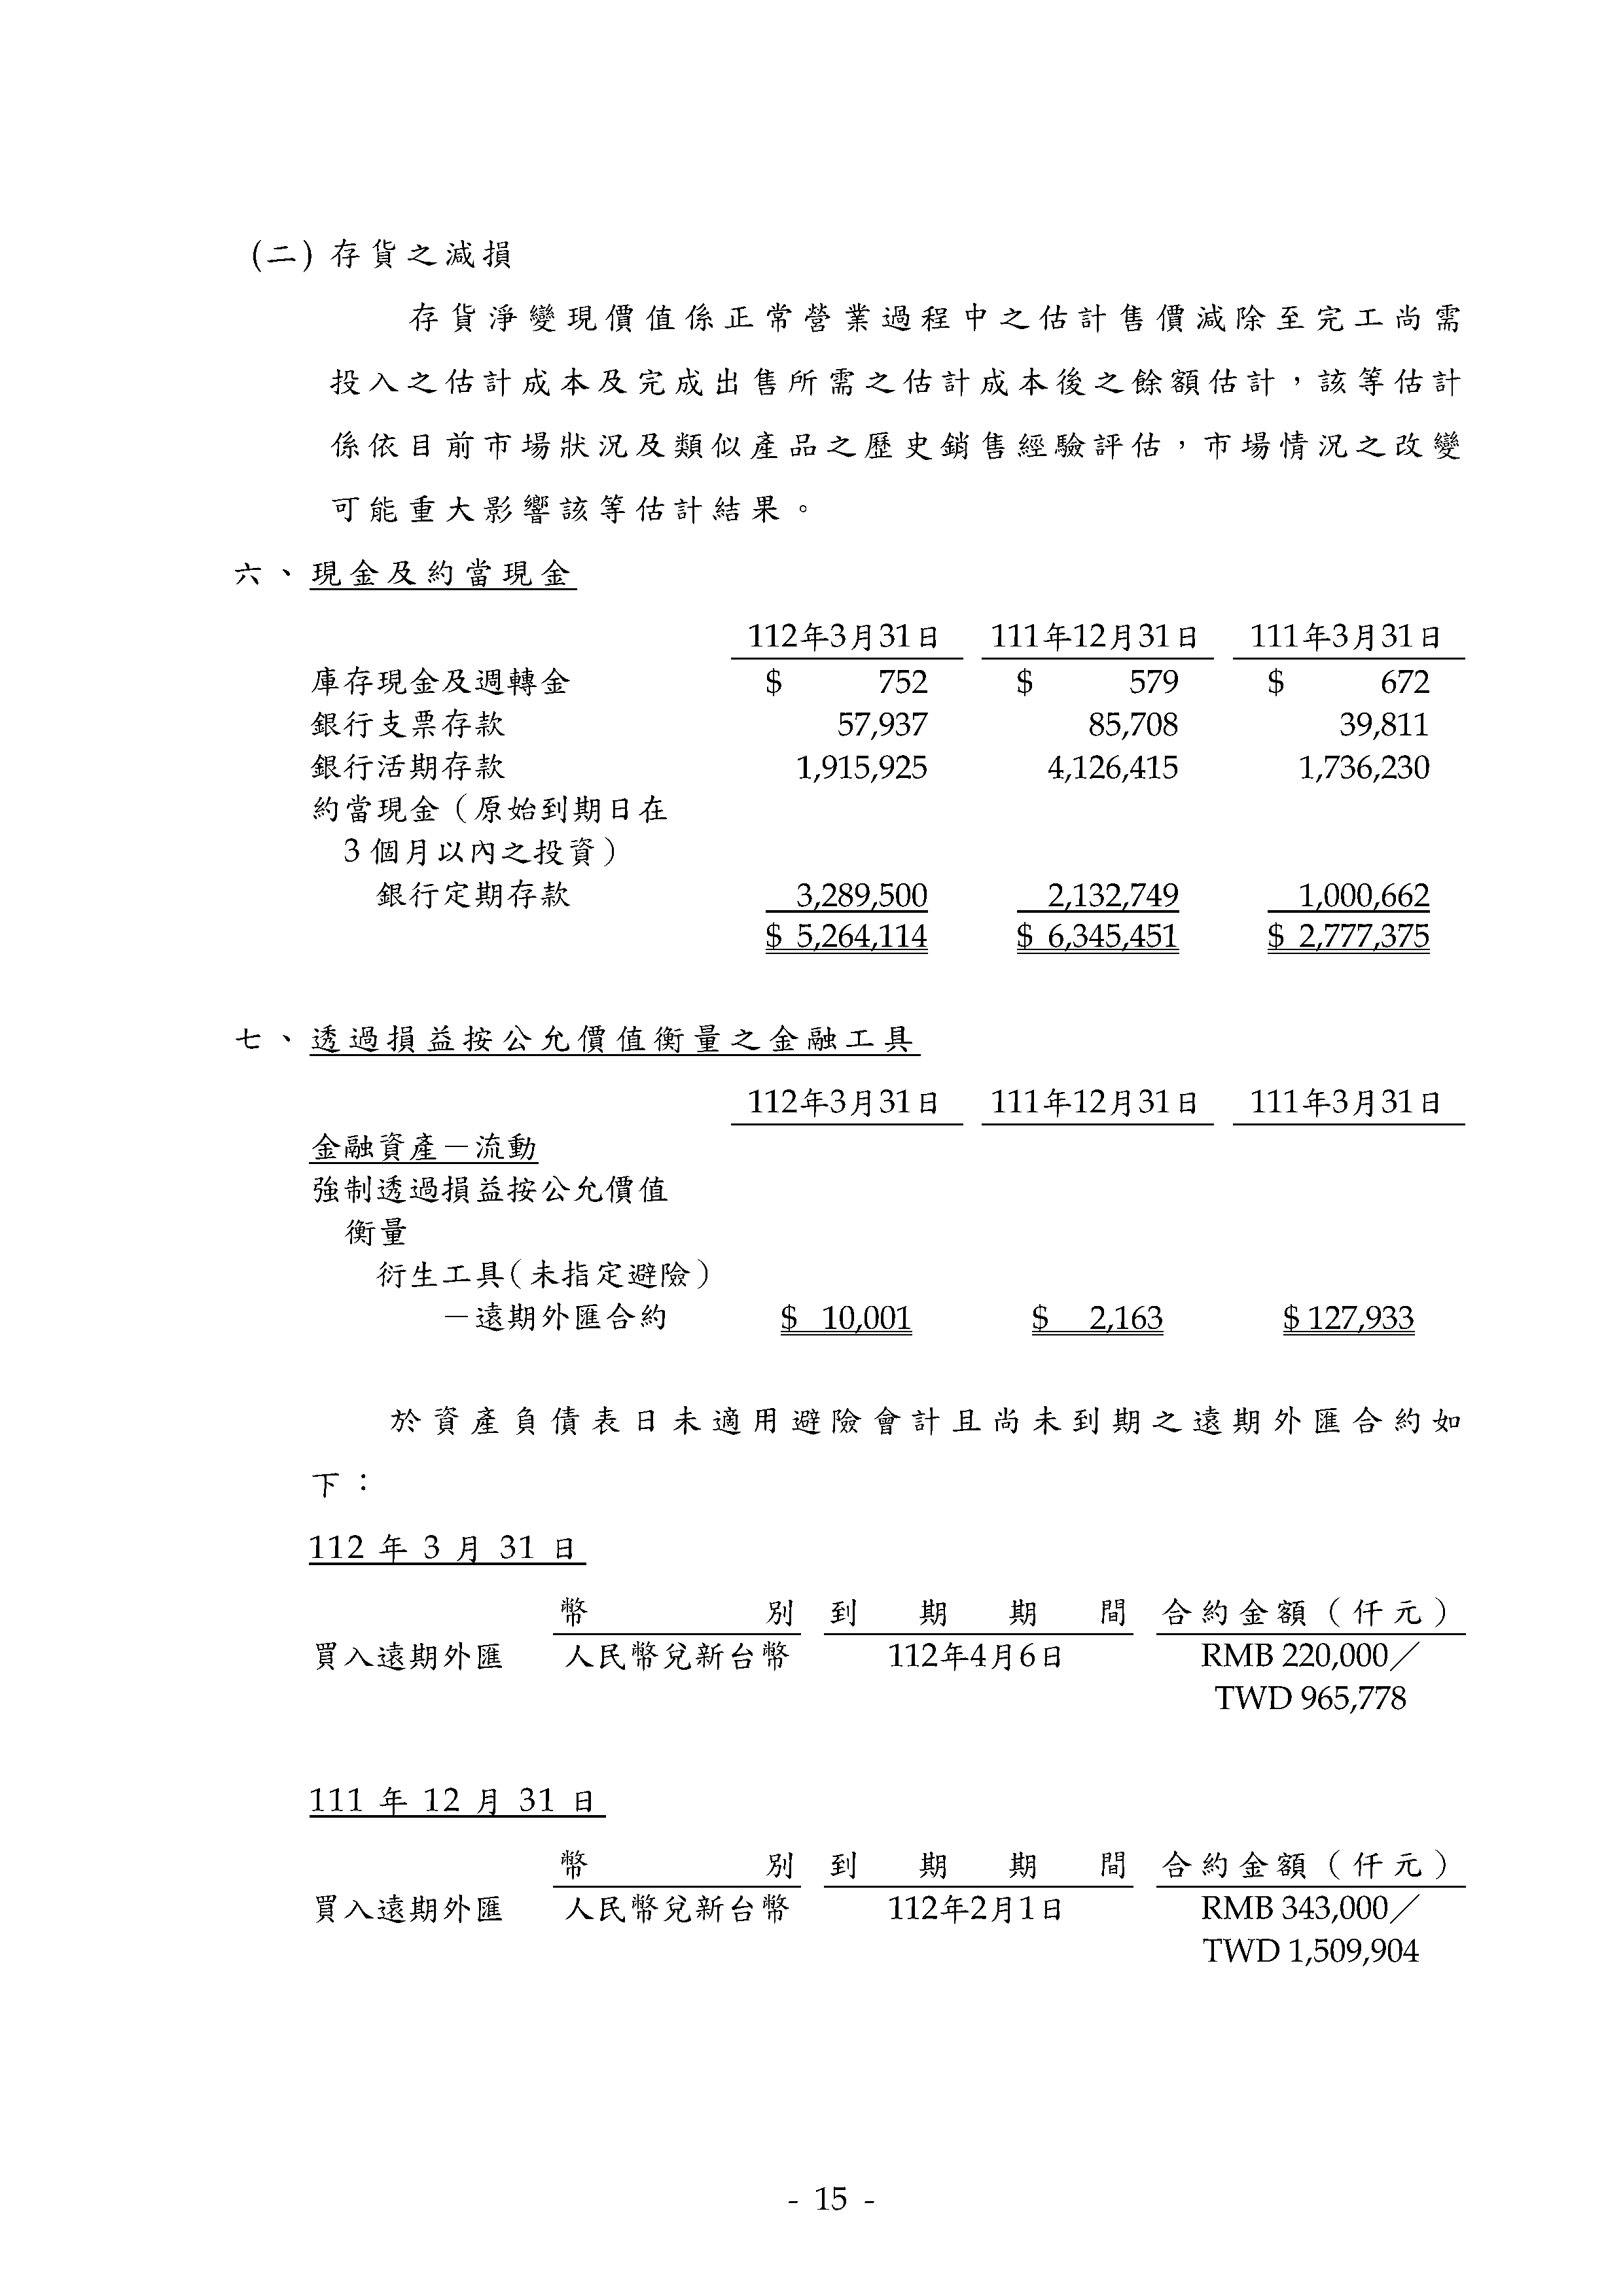 (二) 存貨之減損
存貨淨變現價值係正常營業過程中之估計售價減除至完工尚需
投入之估計成本及完成出售所需之估計成本後之餘額估計，該等估計
係依目前市場狀況及類似產品之歷史銷售經驗評估，市場情況之改變
可能重大影響該等估計結果。
六、現金及約當現金
112年3月31日 111年12月31日 111年3月31日
庫存現金及週轉金 $ 752 $ 579 $ 672
銀行支票存款 57,937 85,708 39,811
銀行活期存款 1,915,925 4,126,415 1,736,230
約當現金（原始到期日在
3 個月以內之投資）
銀行定期存款 3,289,500 2,132,749 1,000,662
$ 5,264,114 $ 6,345,451 $ 2,777,375
七、透過損益按公允價值衡量之金融工具
112年3月31日 111年12月31日 111年3月31日
金融資產－流動
強制透過損益按公允價值
衡量
衍生工具（未指定避險）
－遠期外匯合約 $ 10,001 $ 2,163 $ 127,933
於資產負債表日未適用避險會計且尚未到期之遠期外匯合約如
下：
112 年 3 月 31 日
幣別 到期期間 合約金額（仟元）
買入遠期外匯 人民幣兌新台幣 112年4月6日 RMB 220,000／
TWD 965,778
111 年 12 月 31 日
幣別 到期期間 合約金額（仟元）
買入遠期外匯 人民幣兌新台幣 112年2月1日 RMB 343,000／
TWD 1,509,904
- 15 -